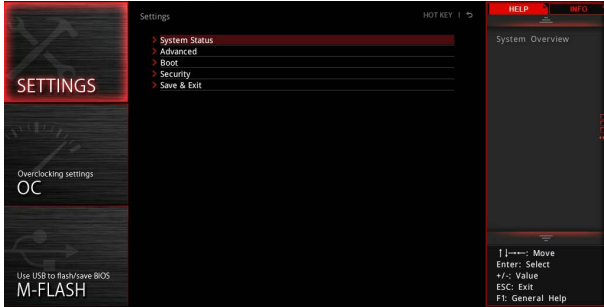 Settings
HOT KEY | ↰
HELP
INFO
System Overview
> System Status
> Advanced
> Boot
> Security
> Save & Exit
SETTINGS
Overclocking settings
OC
Use USB to flash/save BIOS
M-FLASH
↑↓→←: Move
Enter: Select
+/-: Value
ESC: Exit
F1: General Help